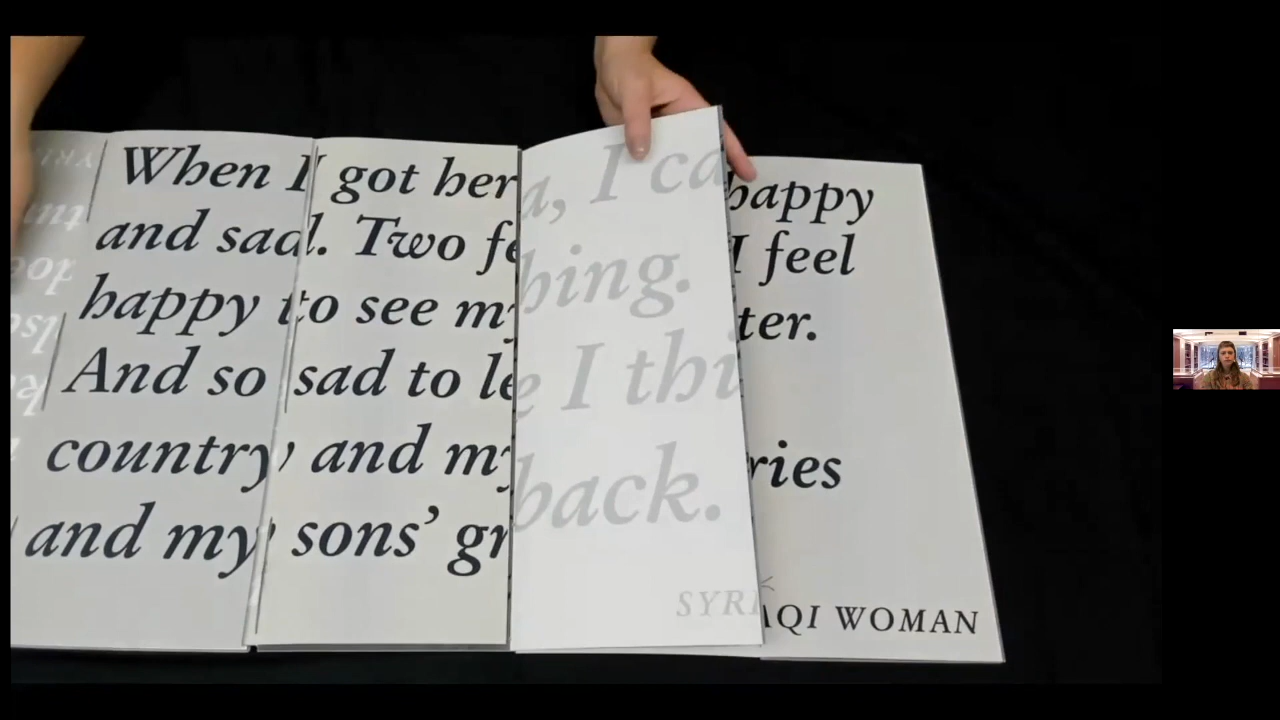 When I got her
and sad. Two fe
happy to see my
And so sad to le
country and my
and my sons' gr
a, I ca
hing.
e I thi
back.
SYRI
happy
I feel
ter.
ries
AQI WOMAN